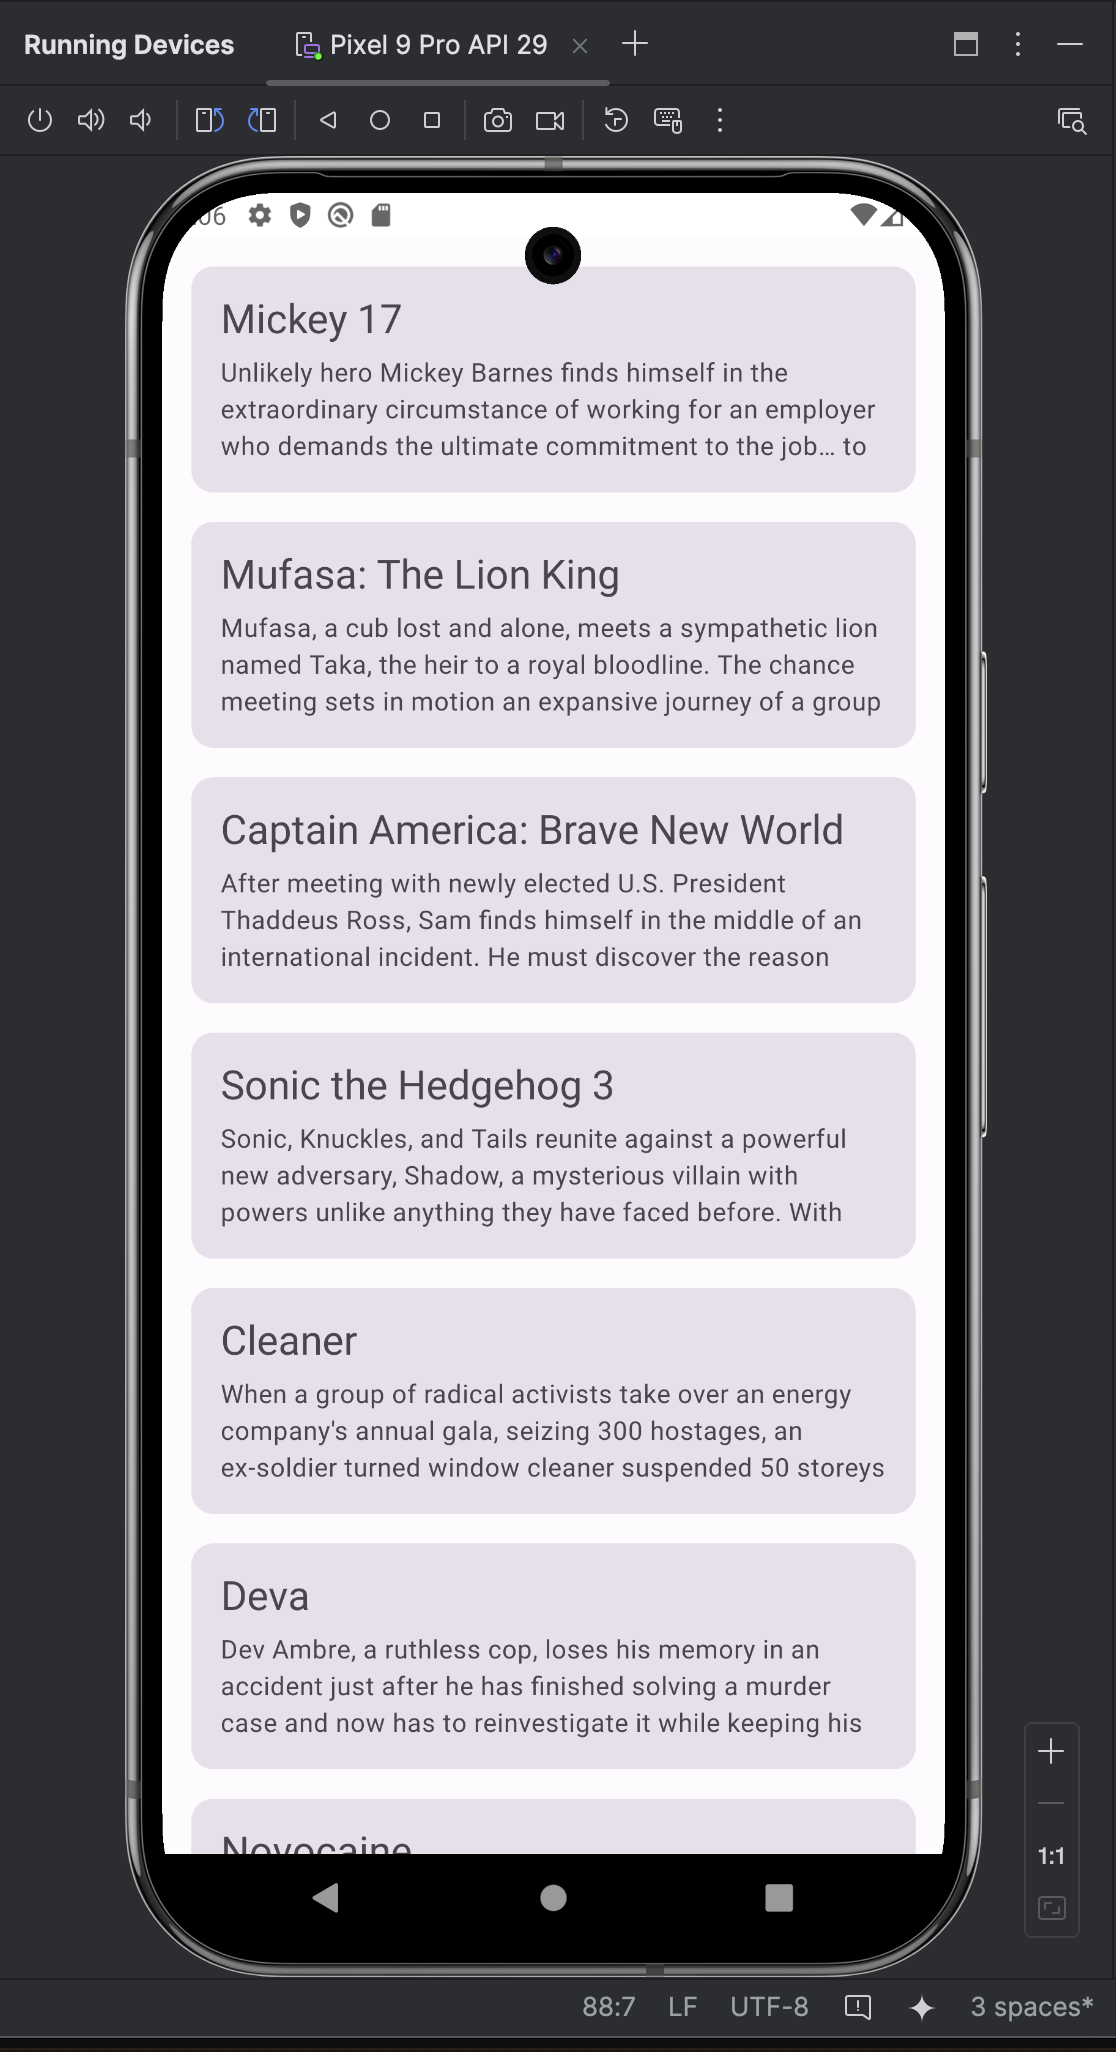 Running Devices
Pixel 9 Pro API 29
06
Mickey 17
Unlikely hero Mickey Barnes finds himself in the
extraordinary circumstance of working for an employer
who demands the ultimate commitment to the job… to
Mufasa: The Lion King
Mufasa, a cub lost and alone, meets a sympathetic lion
named Taka, the heir to a royal bloodline. The chance
meeting sets in motion an expansive journey of a group
Captain America: Brave New World
After meeting with newly elected U.S. President
Thaddeus Ross, Sam finds himself in the middle of an
international incident. He must discover the reason
Sonic the Hedgehog 3
Sonic, Knuckles, and Tails reunite against a powerful
new adversary, Shadow, a mysterious villain with
powers unlike anything they have faced before. With
Cleaner
When a group of radical activists take over an energy
company's annual gala, seizing 300 hostages, an
ex-soldier turned window cleaner suspended 50 storeys
Deva
Dev Ambre, a ruthless cop, loses his memory in an
accident just after he has finished solving a murder
case and now has to reinvestigate it while keeping his
Novocaine
1:1
88:7 LF UTF-8 3 spaces*